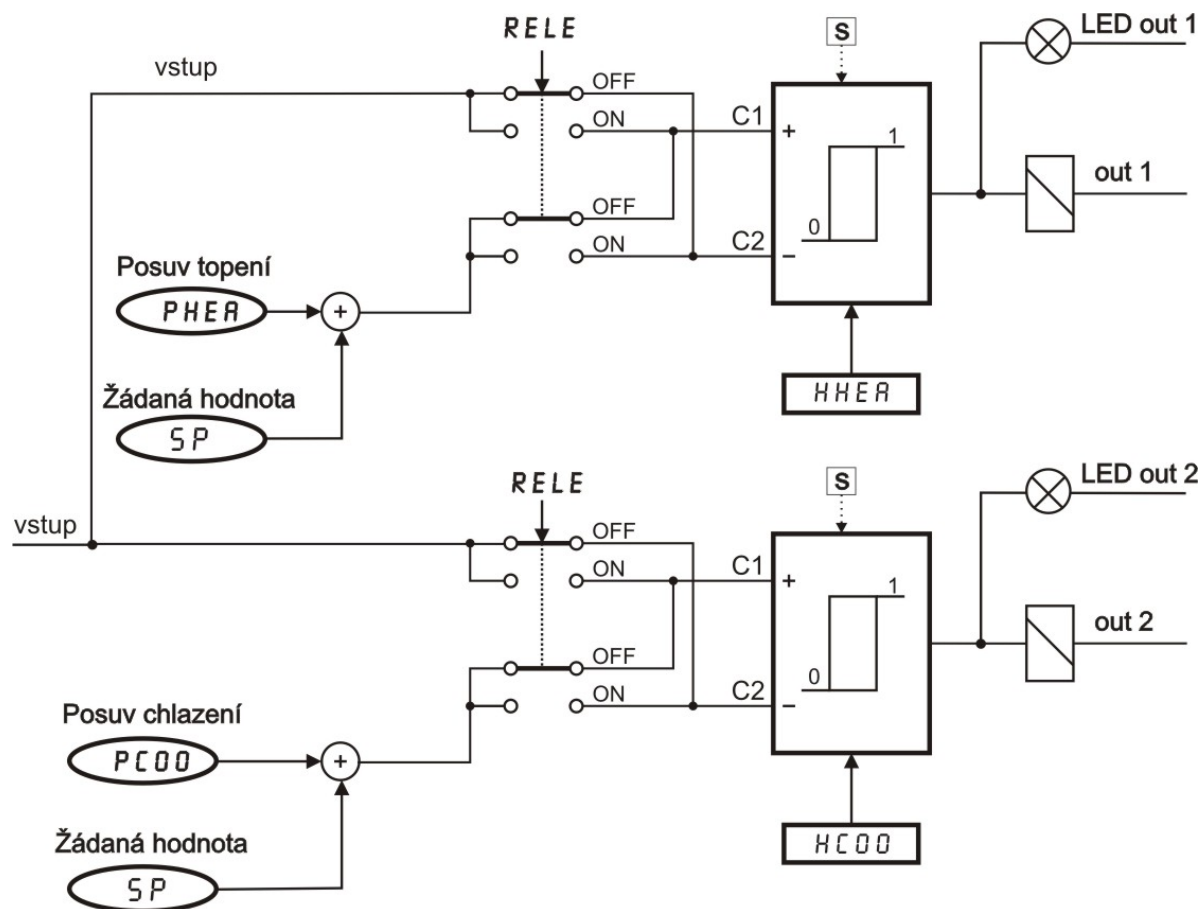 RELE
S
LED out 1
vstup
OFF
ON
C1
+
1
out 1
OFF
0
ON
C2
−
Posuv topení
PHEA
+
HHEA
Žádaná hodnota
SP
RELE
S
LED out 2
vstup
OFF
ON
C1
+
1
out 2
OFF
0
ON
C2
−
Posuv chlazení
PCOO
+
HCOO
Žádaná hodnota
SP